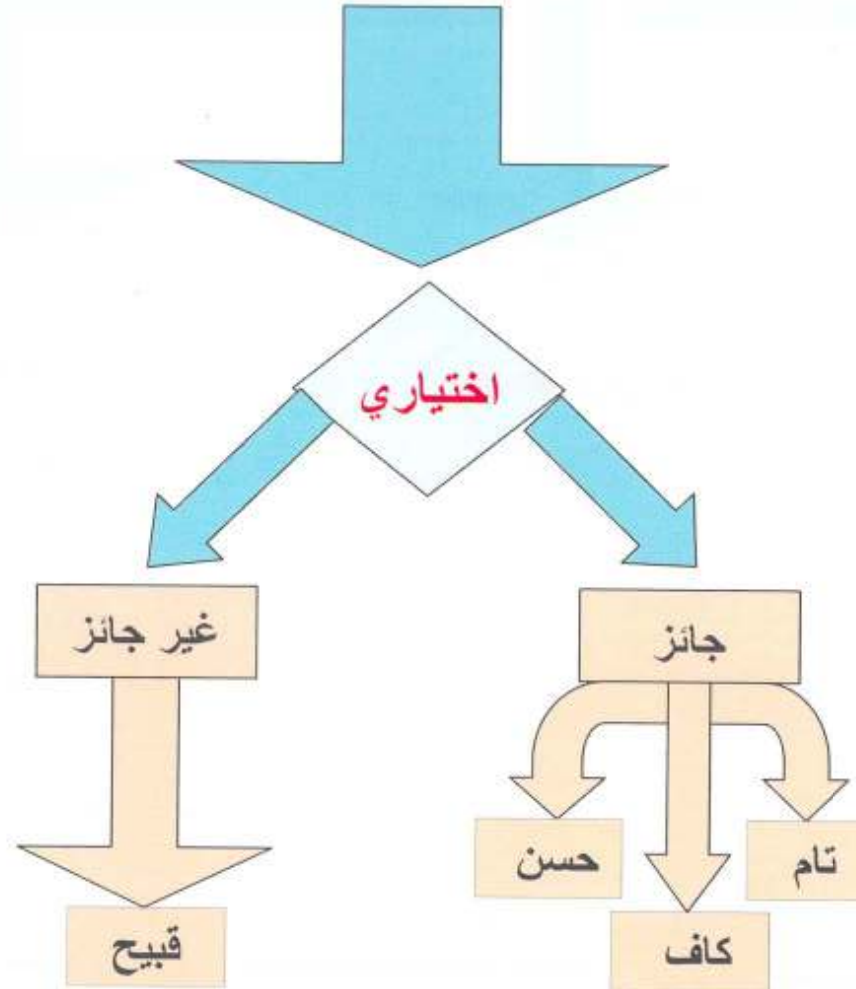 اختياري
جائز
غير جائز
تام
كاف
حسن
قبيح